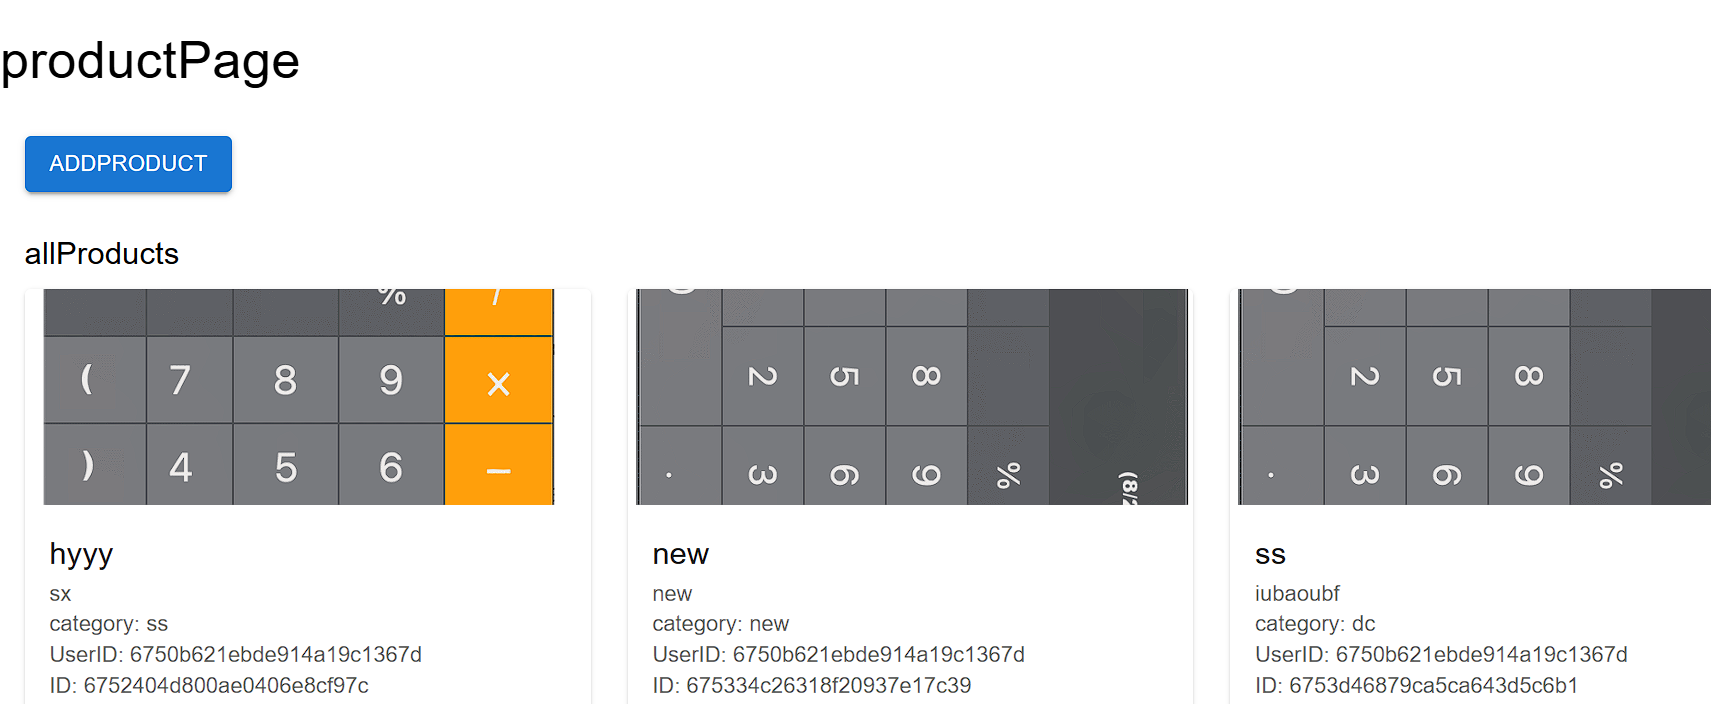 productPage
ADDPRODUCT
allProducts
% /
( 7 8 9 ×
) 4 5 6 −
2 5 8
. 3 6 9 %
(8/2
2 5 8
. 3 6 9 %
hyyy
sx
category: ss
UserID: 6750b621ebde914a19c1367d
ID: 6752404d800ae0406e8cf97c
new
new
category: new
UserID: 6750b621ebde914a19c1367d
ID: 675334c26318f20937e17c39
ss
iubaoubf
category: dc
UserID: 6750b621ebde914a19c1367d
ID: 6753d46879ca5ca643d5c6b1